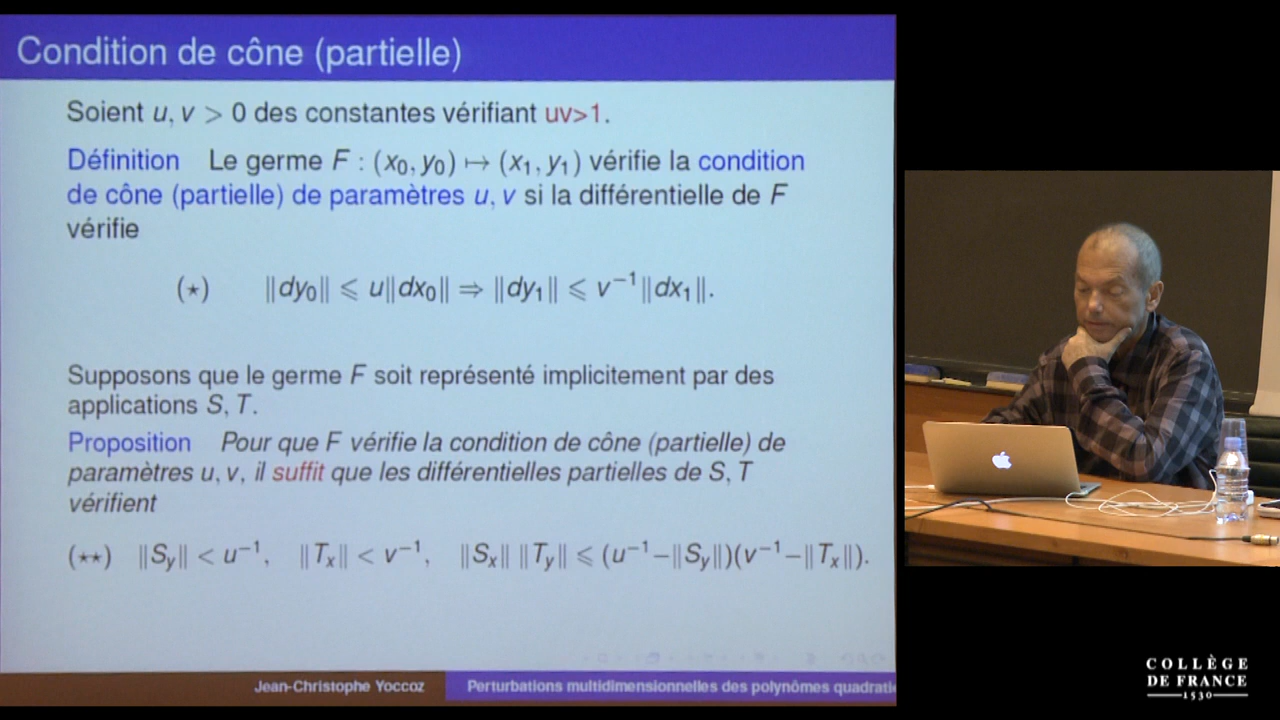 Condition de cône (partielle)
Soient u, v > 0 des constantes vérifiant uv>1.
Définition Le germe F : (x₀, y₀) ↦ (x₁, y₁) vérifie la condition
de cône (partielle) de paramètres u, v si la différentielle de F
vérifie
(⋆) ‖dy₀‖ ⩽ u‖dx₀‖ ⇒ ‖dy₁‖ ⩽ v⁻¹‖dx₁‖.
Supposons que le germe F soit représenté implicitement par des
applications S, T.
Proposition Pour que F vérifie la condition de cône (partielle) de
paramètres u, v, il suffit que les différentielles partielles de S, T
vérifient
(⋆⋆) ‖S_y‖ < u⁻¹, ‖T_x‖ < v⁻¹, ‖S_x‖ ‖T_y‖ ⩽ (u⁻¹−‖S_y‖)(v⁻¹−‖T_x‖).
Jean-Christophe Yoccoz Perturbations multidimensionnelles des polynômes quadrati
COLLÈGE
DE FRANCE
1530